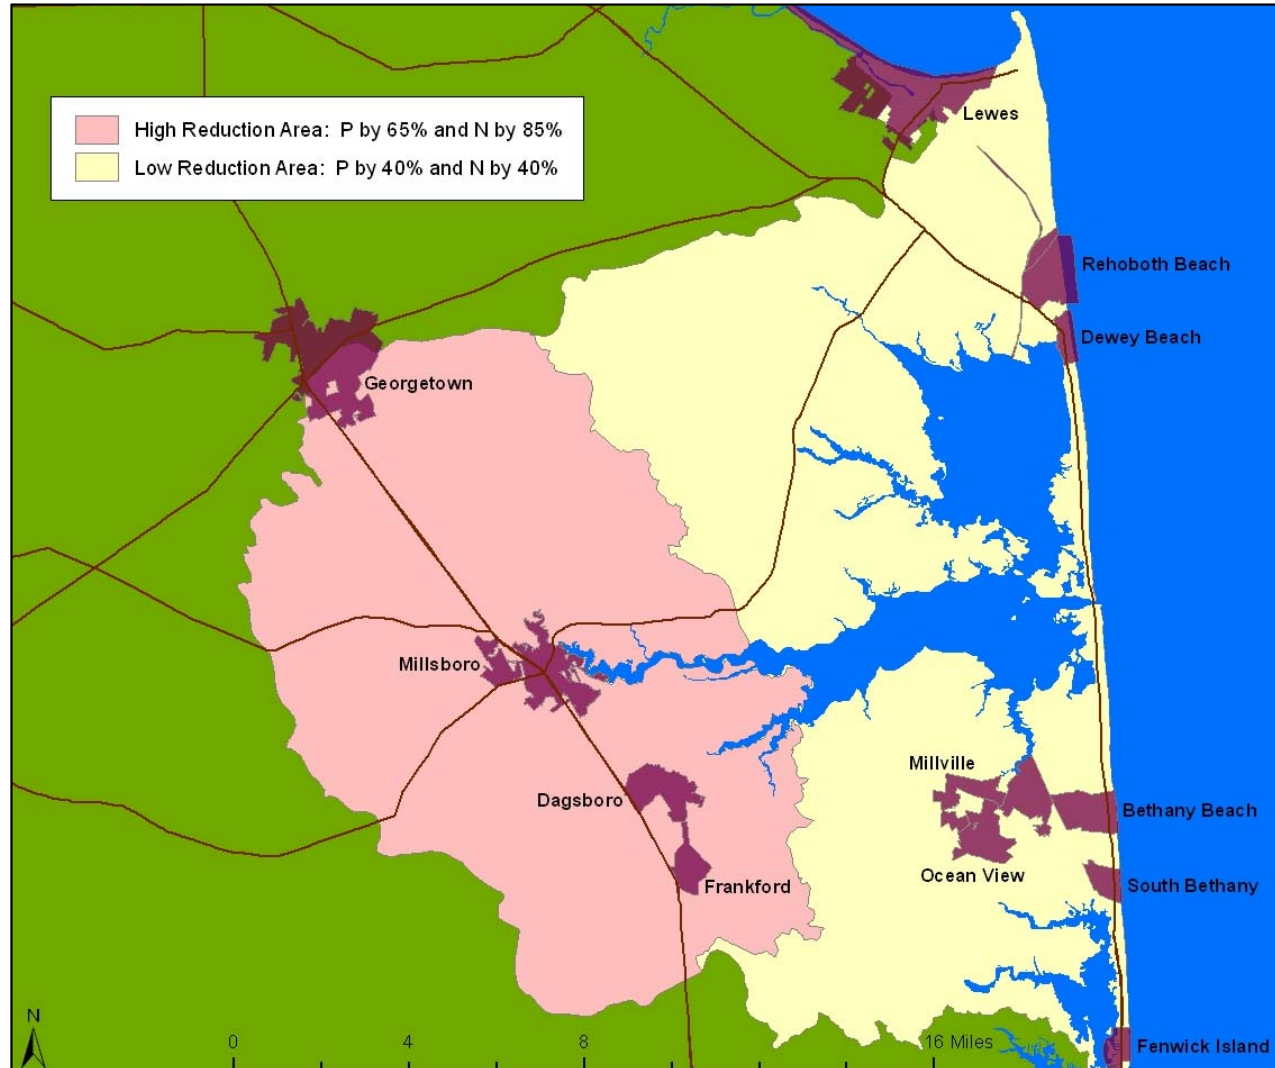 High Reduction Area: P by 65% and N by 85%
Low Reduction Area: P by 40% and N by 40%
Lewes
Rehoboth Beach
Dewey Beach
Georgetown
Millsboro
Millville
Dagsboro
Bethany Beach
Ocean View
Frankford
South Bethany
N
0 4 8 16 Miles
Fenwick Island